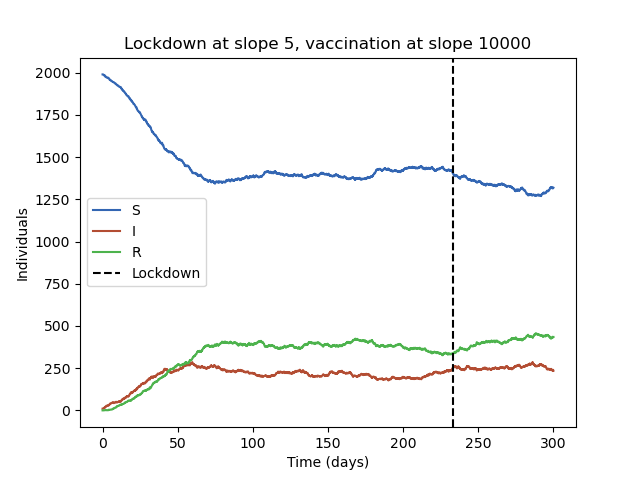 Lockdown at slope 5, vaccination at slope 10000
2000
1750
1500
1250
1000
750
500
250
0
Individuals
S
I
R
Lockdown
0 50 100 150 200 250 300
Time (days)